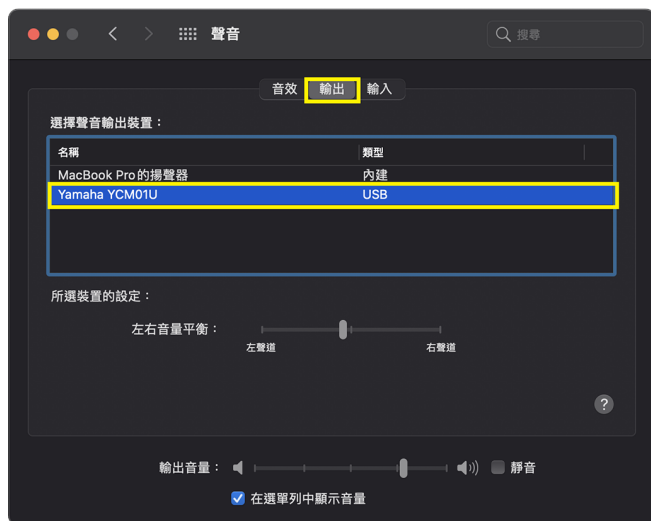 聲音
搜尋
音效 輸出 輸入
選擇聲音輸出裝置：
名稱 類型
MacBook Pro的揚聲器 內建
Yamaha YCM01U USB
所選裝置的設定：
左右音量平衡：
左聲道 右聲道
?
輸出音量： 靜音
在選單列中顯示音量